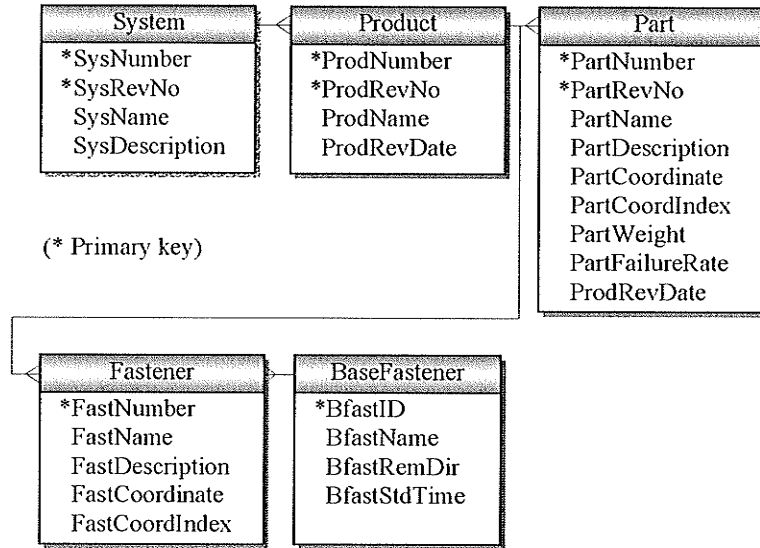 System
*SysNumber
*SysRevNo
SysName
SysDescription
Product
*ProdNumber
*ProdRevNo
ProdName
ProdRevDate
Part
*PartNumber
*PartRevNo
PartName
PartDescription
PartCoordinate
PartCoordIndex
PartWeight
PartFailureRate
ProdRevDate
(* Primary key)
Fastener
*FastNumber
FastName
FastDescription
FastCoordinate
FastCoordIndex
BaseFastener
*BfastID
BfastName
BfastRemDir
BfastStdTime